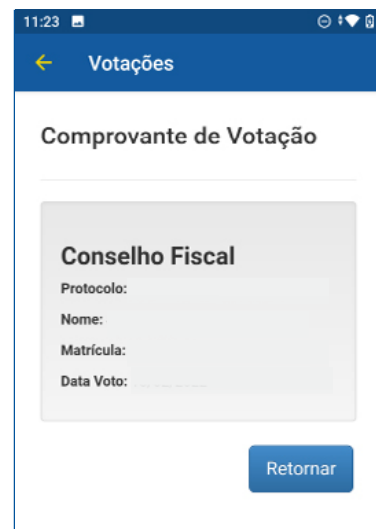 11:23
Votações
Comprovante de Votação
Conselho Fiscal
Protocolo:
Nome:
Matrícula:
Data Voto:
Retornar